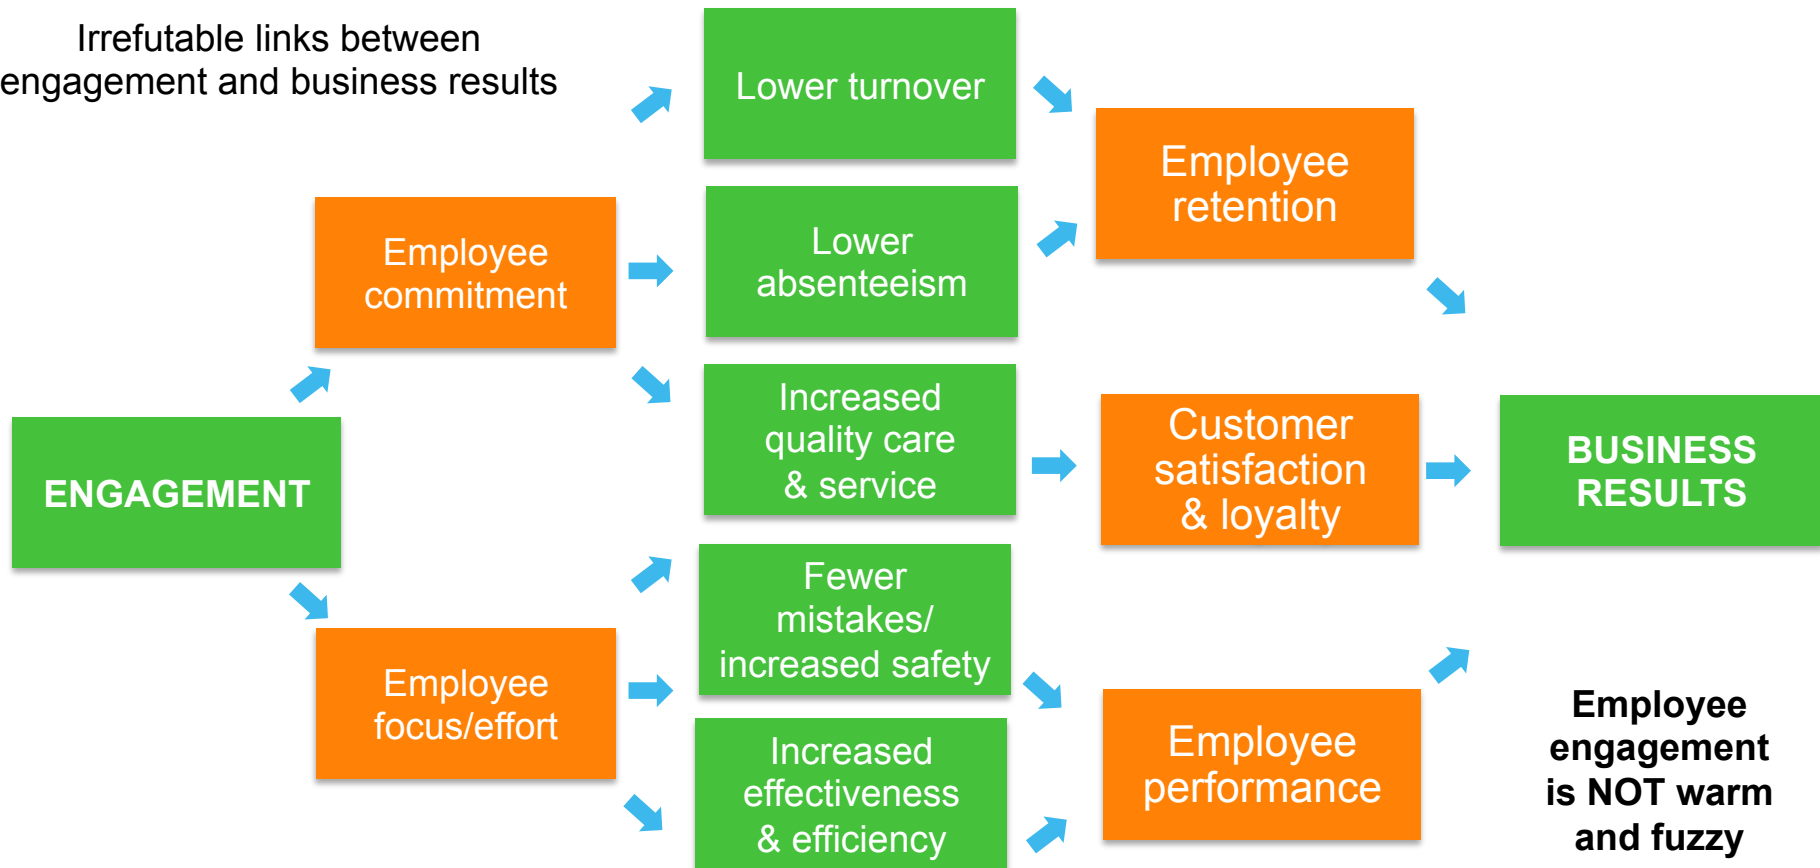 Irrefutable links between
engagement and business results
Lower turnover
Employee
retention
Employee
commitment
Lower
absenteeism
Increased
quality care
& service
Customer
satisfaction
& loyalty
BUSINESS
RESULTS
ENGAGEMENT
Fewer
mistakes/
increased safety
Employee
focus/effort
Increased
effectiveness
& efficiency
Employee
performance
Employee
engagement
is NOT warm
and fuzzy